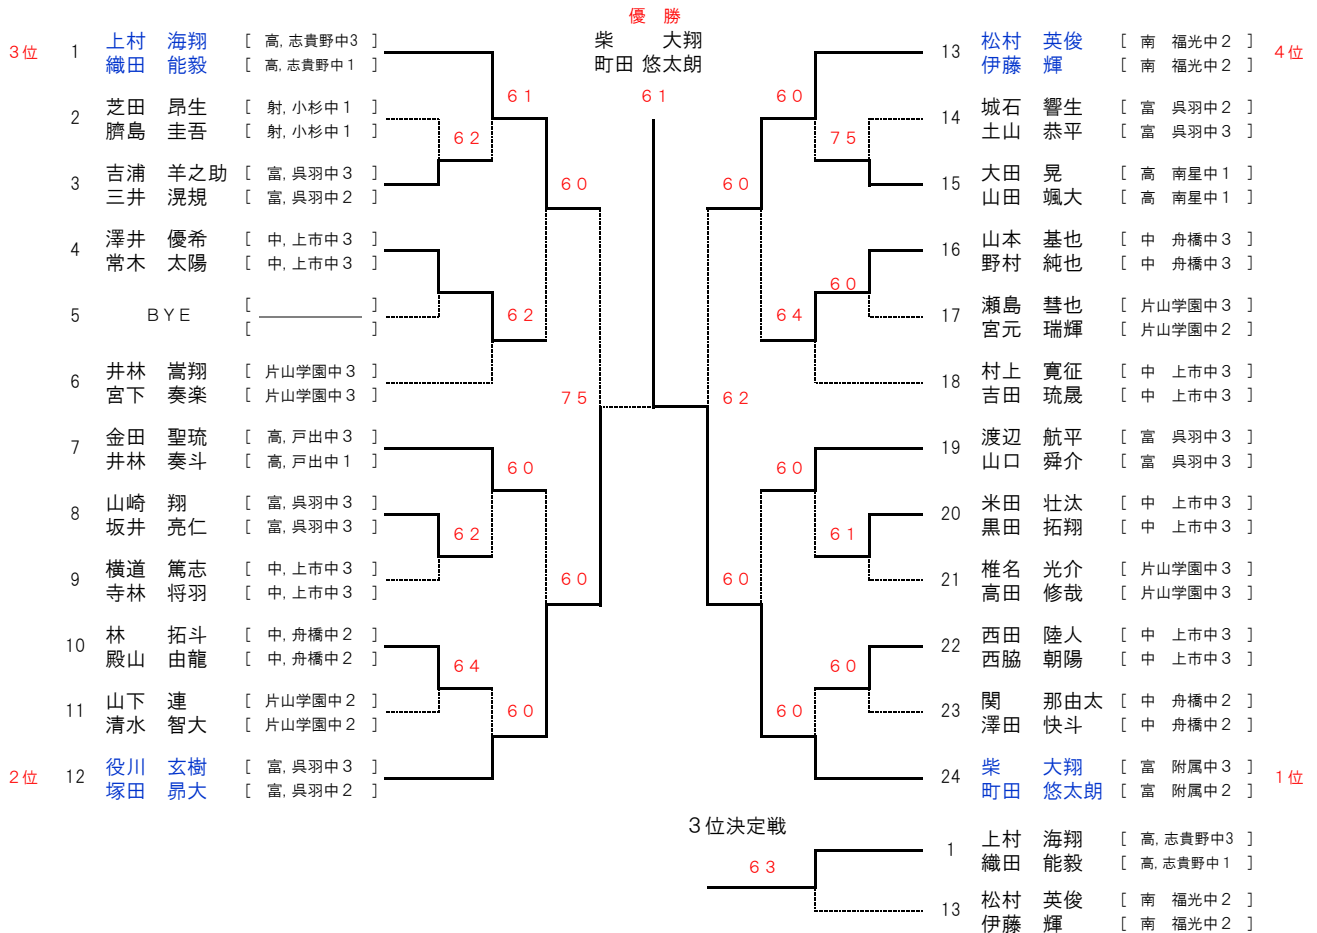 優　勝
柴　　大翔
町田 悠太朗
61
3位 1 上村　海翔 [ 高, 志貴野中3 ]
織田　能毅 [ 高, 志貴野中1 ]
2 芝田　昂生 [ 射, 小杉中1 ]
臍島　圭吾 [ 射, 小杉中1 ]
3 吉浦　羊之助 [ 富, 呉羽中3 ]
三井　滉規 [ 富, 呉羽中2 ]
4 澤井　優希 [ 中, 上市中3 ]
常木　太陽 [ 中, 上市中3 ]
5 BYE [ ]
[ ]
6 井林　嵩翔 [ 片山学園中3 ]
宮下　奏楽 [ 片山学園中3 ]
7 金田　聖琉 [ 高, 戸出中3 ]
井林　奏斗 [ 高, 戸出中1 ]
8 山崎　翔 [ 富, 呉羽中3 ]
坂井　亮仁 [ 富, 呉羽中3 ]
9 横道　篤志 [ 中, 上市中3 ]
寺林　将羽 [ 中, 上市中3 ]
10 林　　拓斗 [ 中, 舟橋中2 ]
殿山　由龍 [ 中, 舟橋中2 ]
11 山下　連 [ 片山学園中2 ]
清水　智大 [ 片山学園中2 ]
2位 12 役川　玄樹 [ 富, 呉羽中3 ]
塚田　昴大 [ 富, 呉羽中2 ]
61
62
60
62
75
60
62
60
64
60
13 松村　英俊 [ 南　福光中2 ] 4位
伊藤　輝 [ 南　福光中2 ]
14 城石　響生 [ 富　呉羽中2 ]
土山　恭平 [ 富　呉羽中3 ]
15 大田　晃 [ 高　南星中1 ]
山田　颯大 [ 高　南星中1 ]
16 山本　基也 [ 中　舟橋中3 ]
野村　純也 [ 中　舟橋中3 ]
17 瀬島　彗也 [ 片山学園中3 ]
宮元　瑞輝 [ 片山学園中2 ]
18 村上　寛征 [ 中　上市中3 ]
吉田　琉晟 [ 中　上市中3 ]
19 渡辺　航平 [ 富　呉羽中3 ]
山口　舜介 [ 富　呉羽中3 ]
20 米田　壮汰 [ 中　上市中3 ]
黒田　拓翔 [ 中　上市中3 ]
21 椎名　光介 [ 片山学園中3 ]
高田　修哉 [ 片山学園中3 ]
22 西田　陸人 [ 中　上市中3 ]
西脇　朝陽 [ 中　上市中3 ]
23 関　　那由太 [ 中　舟橋中2 ]
澤田　快斗 [ 中　舟橋中2 ]
24 柴　　大翔 [ 富　附属中3 ] 1位
町田　悠太朗 [ 富　附属中2 ]
60
75
60
60
64
62
60
61
60
60
60
3位決定戦
1 上村　海翔 [ 高, 志貴野中3 ]
織田　能毅 [ 高, 志貴野中1 ]
63
13 松村　英俊 [ 南　福光中2 ]
伊藤　輝 [ 南　福光中2 ]